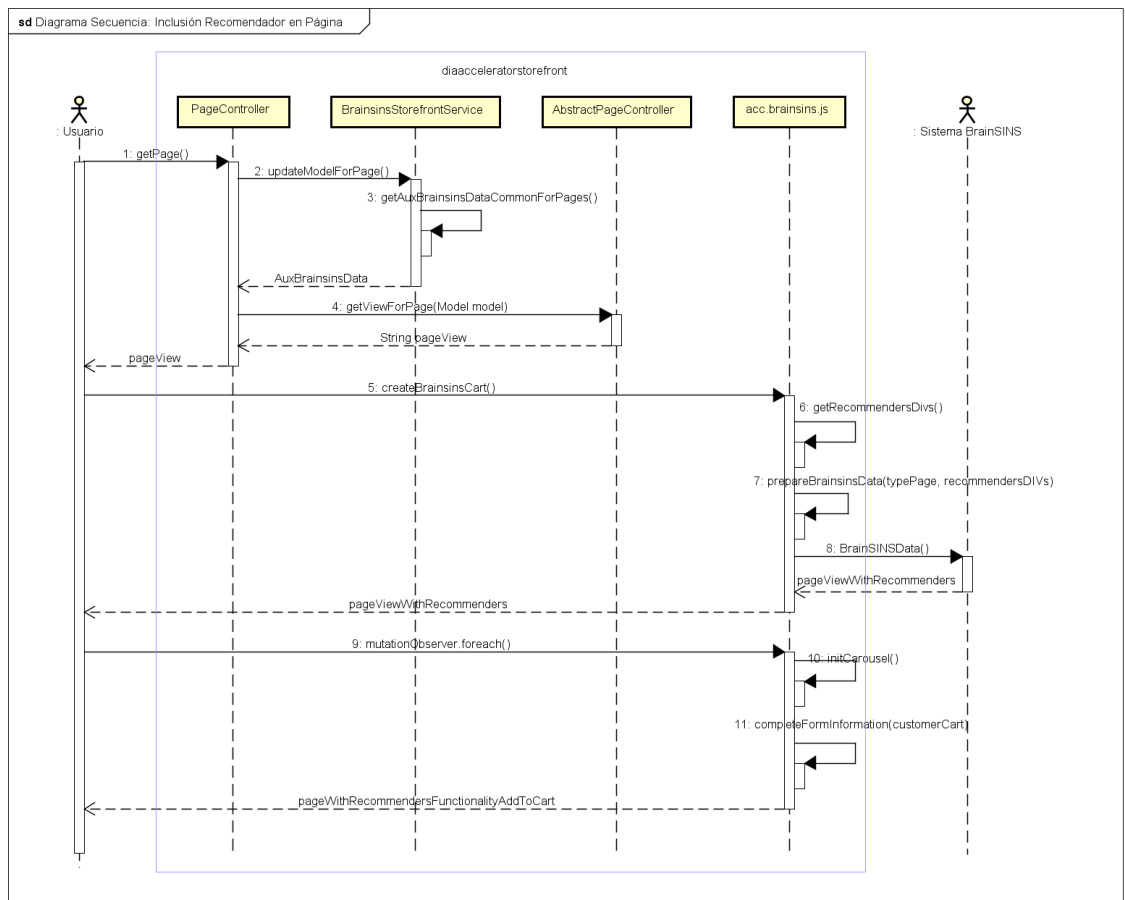 sd Diagrama Secuencia: Inclusión Recomendador en Página
diaacceleratorstorefront
PageController
BrainsinsStorefrontService
AbstractPageController
acc.brainsins.js
: Usuario
: Sistema BrainSINS
1: getPage()
2: updateModelForPage()
3: getAuxBrainsinsDataCommonForPages()
AuxBrainsinsData
4: getViewForPage(Model model)
String pageView
pageView
5: createBrainsinsCart()
6: getRecommendersDivs()
7: prepareBrainsinsData(typePage, recommendersDIVs)
8: BrainSINSData()
pageViewWithRecommenders
pageViewWithRecommenders
9: mutationObserver.foreach()
10: initCarousel()
11: completeFormInformation(customerCart)
pageWithRecommendersFunctionalityAddToCart